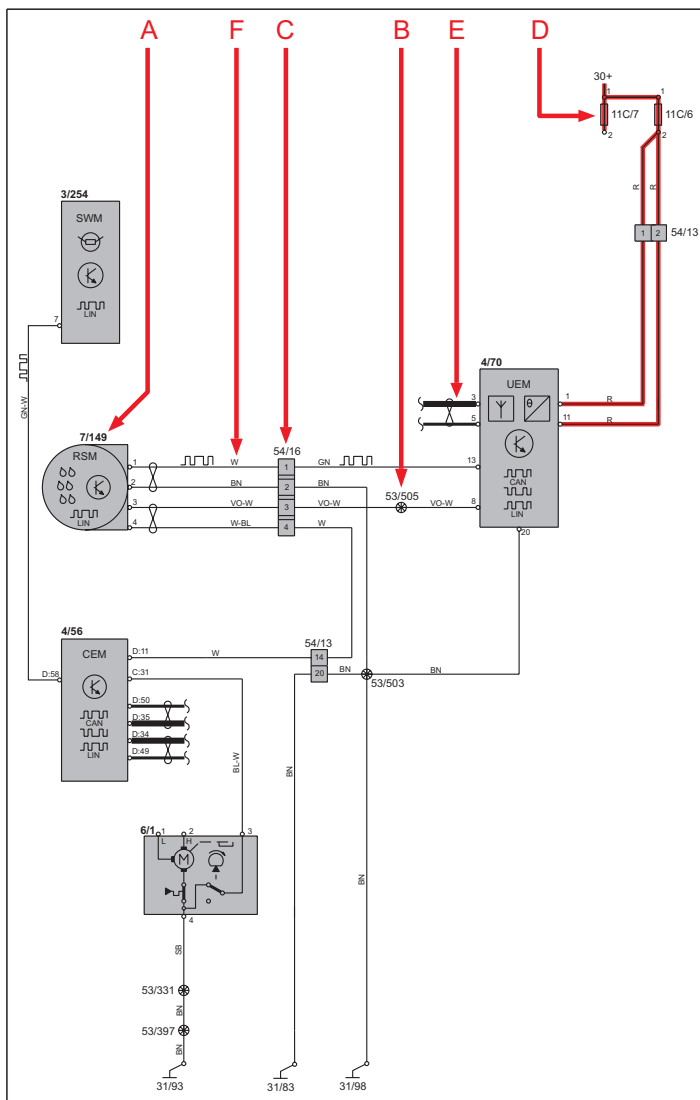 A F C B E D
30+
1 1
11C/7 11C/6
2 2
R R
3/254
SWM
LIN
7
GN-W
1 2 54/13
4/70
UEM
θ
CAN
LIN
3
5
13
8
20
1 R
11 R
7/149
RSM
LIN
54/16
1 W 1 GN
2 BN 2 BN
3 VO-W 3 VO-W 53/505 VO-W
4 W-BL 4 W
4/56
CEM
CAN
LIN
D:58
D:11 W
C:31
D:50
D:35
D:34
D:49
54/13
14
20 BN BN
53/503
BL-W
BN
BN
6/1
1 2 3
L H
M
4
SB
53/331
BN
53/397
BN
31/93 31/83 31/98